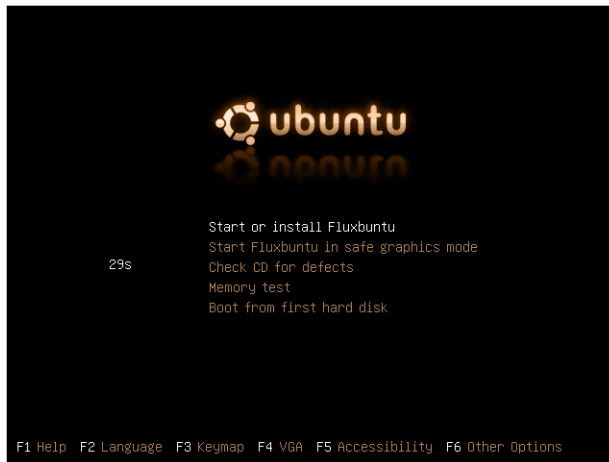 ubuntu
Start or install Fluxbuntu
Start Fluxbuntu in safe graphics mode
29s
Check CD for defects
Memory test
Boot from first hard disk
F1 Help F2 Language F3 Keymap F4 VGA F5 Accessibility F6 Other Options